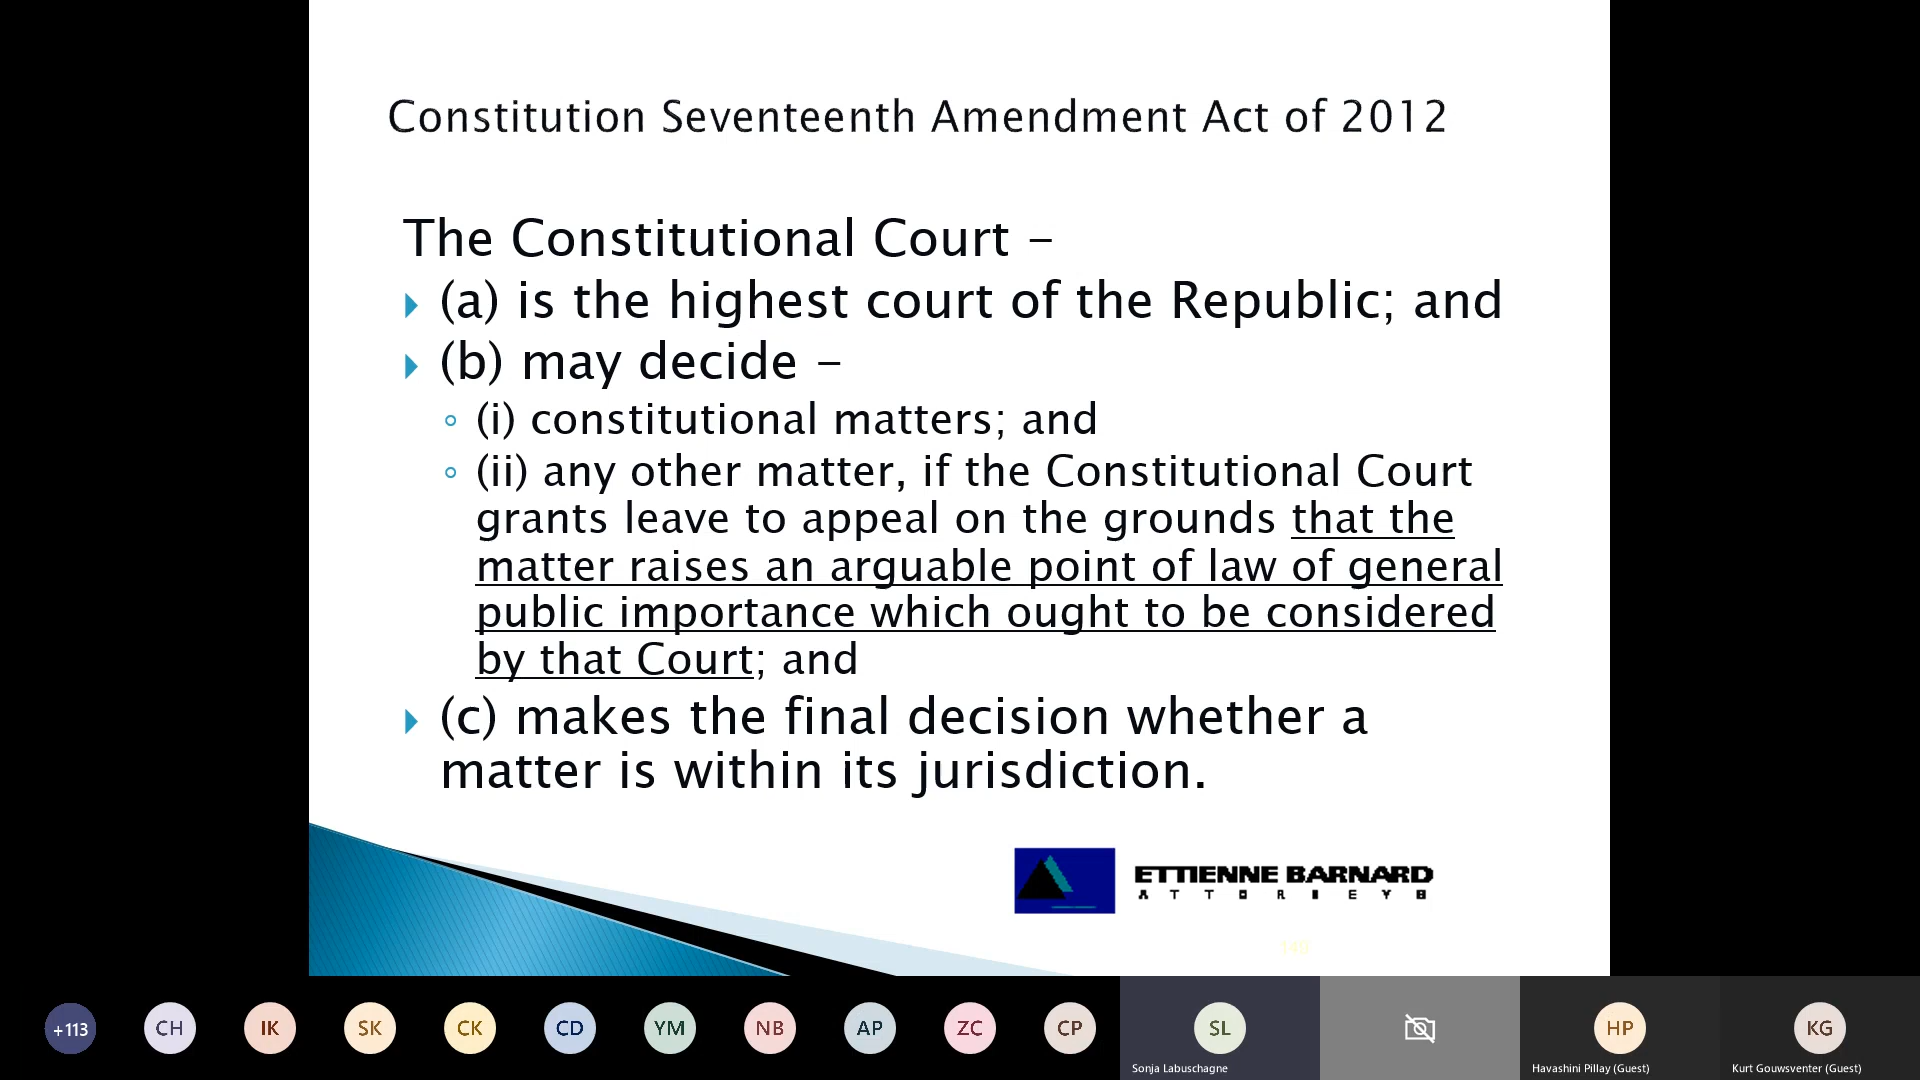 Constitution Seventeenth Amendment Act of 2012
The Constitutional Court –
(a) is the highest court of the Republic; and
(b) may decide –
(i) constitutional matters; and
(ii) any other matter, if the Constitutional Court
grants leave to appeal on the grounds that the
matter raises an arguable point of law of general
public importance which ought to be considered
by that Court; and
(c) makes the final decision whether a
matter is within its jurisdiction.
ETTIENNE BARNARD
ATTORNEYS
+113 CH IK SK CK CD YM NB AP ZC CP SL HP KG
Sonja Labuschagne Havashini Pillay (Guest) Kurt Gouwsventer (Guest)